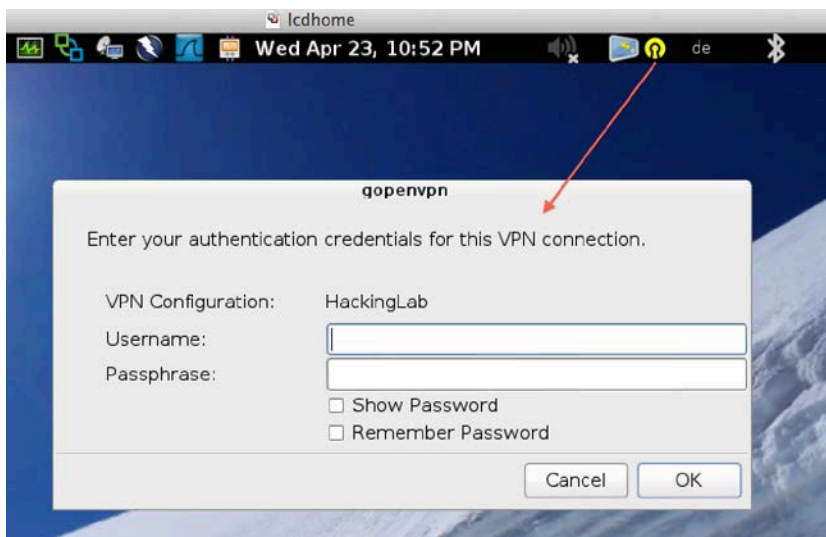 lcdhome
Wed Apr 23, 10:52 PM de
gopenvpn
Enter your authentication credentials for this VPN connection.
VPN Configuration: HackingLab
Username:
Passphrase:
Show Password
Remember Password
Cancel OK